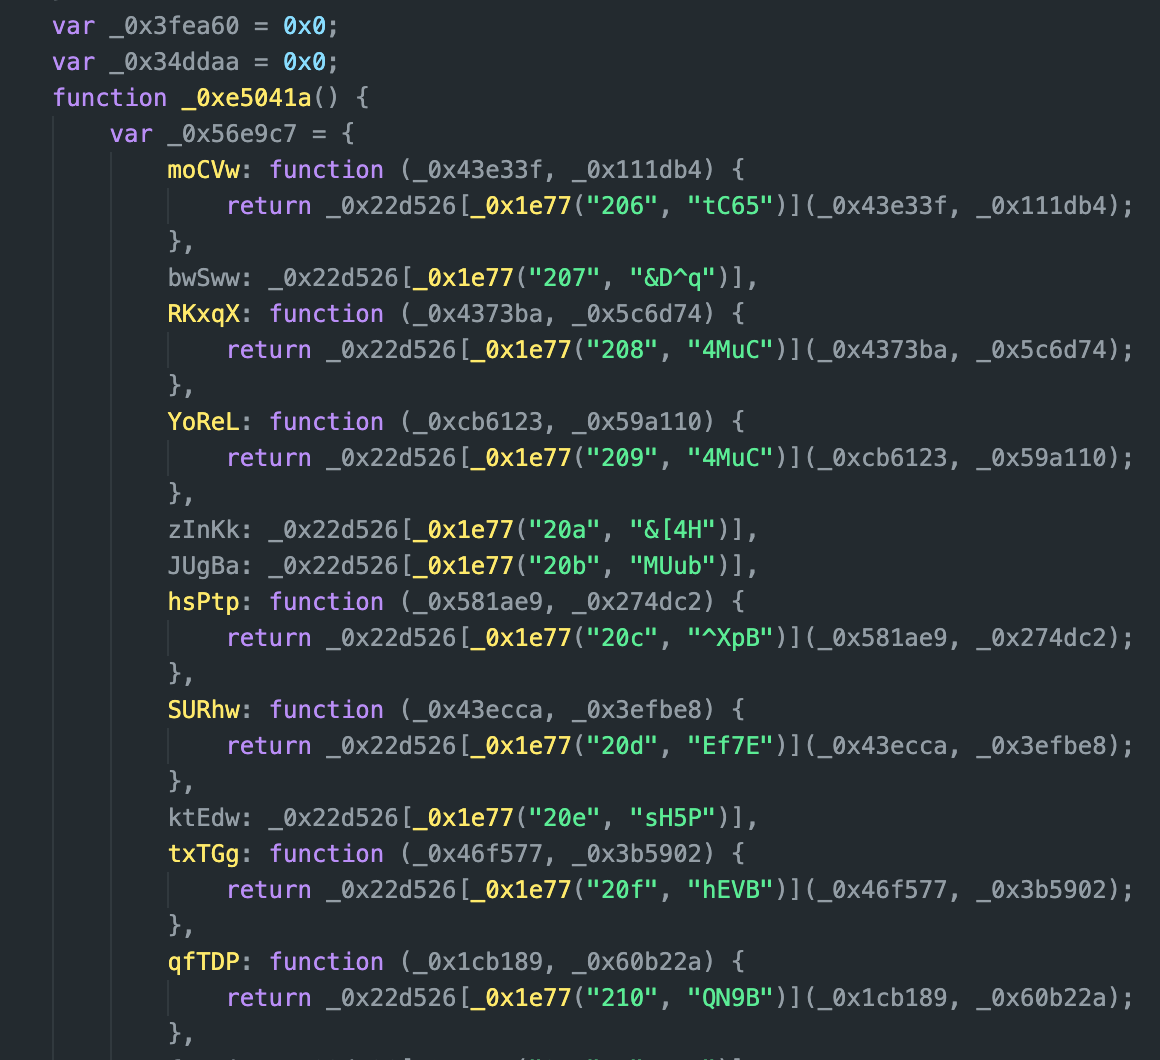 var _0x3fea60 = 0x0;
var _0x34ddaa = 0x0;
function _0xe5041a() {
var _0x56e9c7 = {
moCVw: function (_0x43e33f, _0x111db4) {
return _0x22d526[_0x1e77("206", "tC65")](_0x43e33f, _0x111db4);
},
bwSww: _0x22d526[_0x1e77("207", "&D^q")],
RKxqX: function (_0x4373ba, _0x5c6d74) {
return _0x22d526[_0x1e77("208", "4MuC")](_0x4373ba, _0x5c6d74);
},
YoReL: function (_0xcb6123, _0x59a110) {
return _0x22d526[_0x1e77("209", "4MuC")](_0xcb6123, _0x59a110);
},
zInKk: _0x22d526[_0x1e77("20a", "&[4H")],
JUgBa: _0x22d526[_0x1e77("20b", "MUub")],
hsPtp: function (_0x581ae9, _0x274dc2) {
return _0x22d526[_0x1e77("20c", "^XpB")](_0x581ae9, _0x274dc2);
},
SURhw: function (_0x43ecca, _0x3efbe8) {
return _0x22d526[_0x1e77("20d", "Ef7E")](_0x43ecca, _0x3efbe8);
},
ktEdw: _0x22d526[_0x1e77("20e", "sH5P")],
txTGg: function (_0x46f577, _0x3b5902) {
return _0x22d526[_0x1e77("20f", "hEVB")](_0x46f577, _0x3b5902);
},
qfTDP: function (_0x1cb189, _0x60b22a) {
return _0x22d526[_0x1e77("210", "QN9B")](_0x1cb189, _0x60b22a);
},